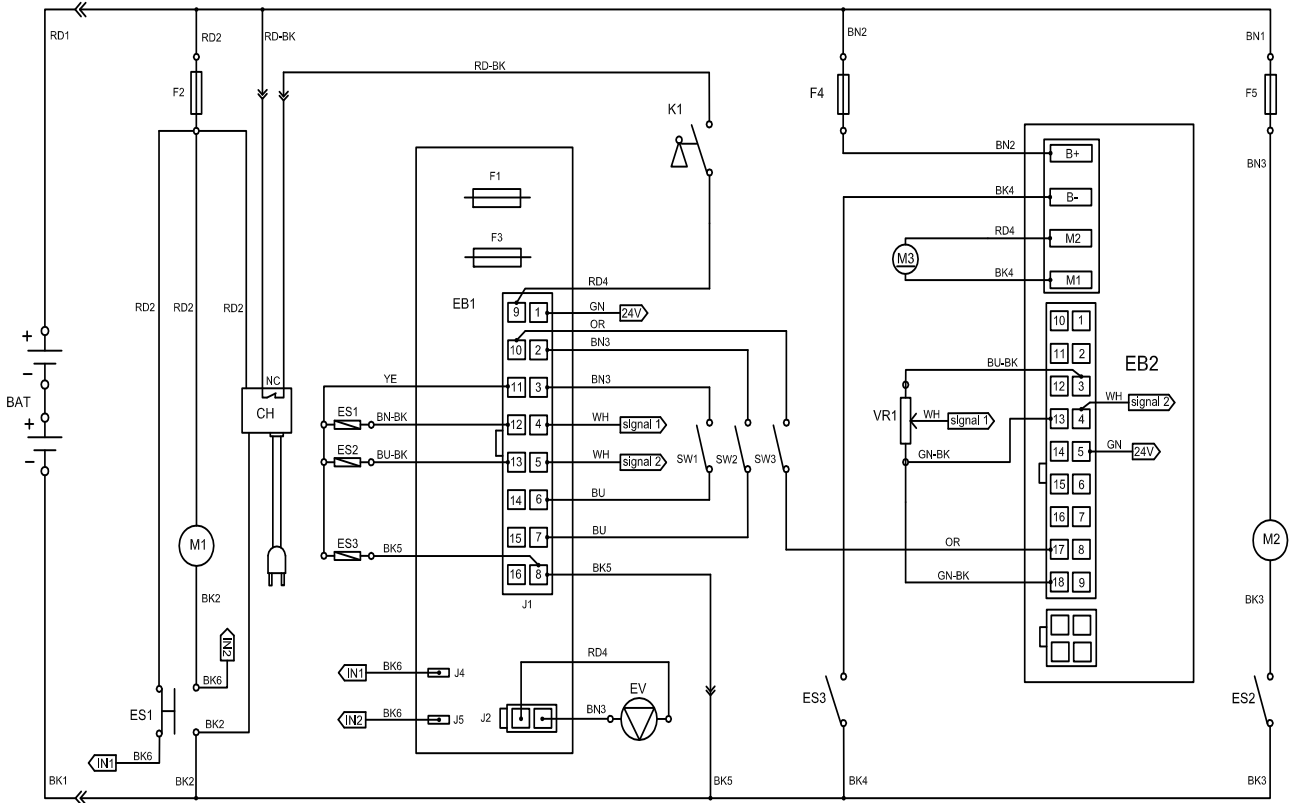 RD1
RD2
RD-BK
BN2
BN1
RD-BK
F2
K1
F4
F5
BN2
B+
BN3
F1
BK4
B-
F3
RD4
M2
M3
BK4
M1
RD4
EB1
9 1
GN
24V
RD2
RD2
RD2
OR
10 1
+
10 2
BN3
11 2
EB2
-
BU-BK
NC
YE
11 3
BN3
12 3
BAT
CH
ES1
BN-BK
12 4
WH
signal 1
VR1
WH
signal 1
13 4
WH
signal 2
+
ES2
BU-BK
13 5
WH
signal 2
SW1
SW2
SW3
GN-BK
14 5
GN
24V
-
14 6
BU
15 6
15 7
BU
16 7
M1
ES3
BK5
OR
17 8
M2
16 8
BK5
GN-BK
18 9
J1
BK2
BK3
IN2
IN1
BK6
J4
RD4
BK6
EV
ES3
ES2
ES1
BK2
IN2
BK6
J5
J2
BN3
IN1
BK6
BK1
BK2
BK5
BK4
BK3